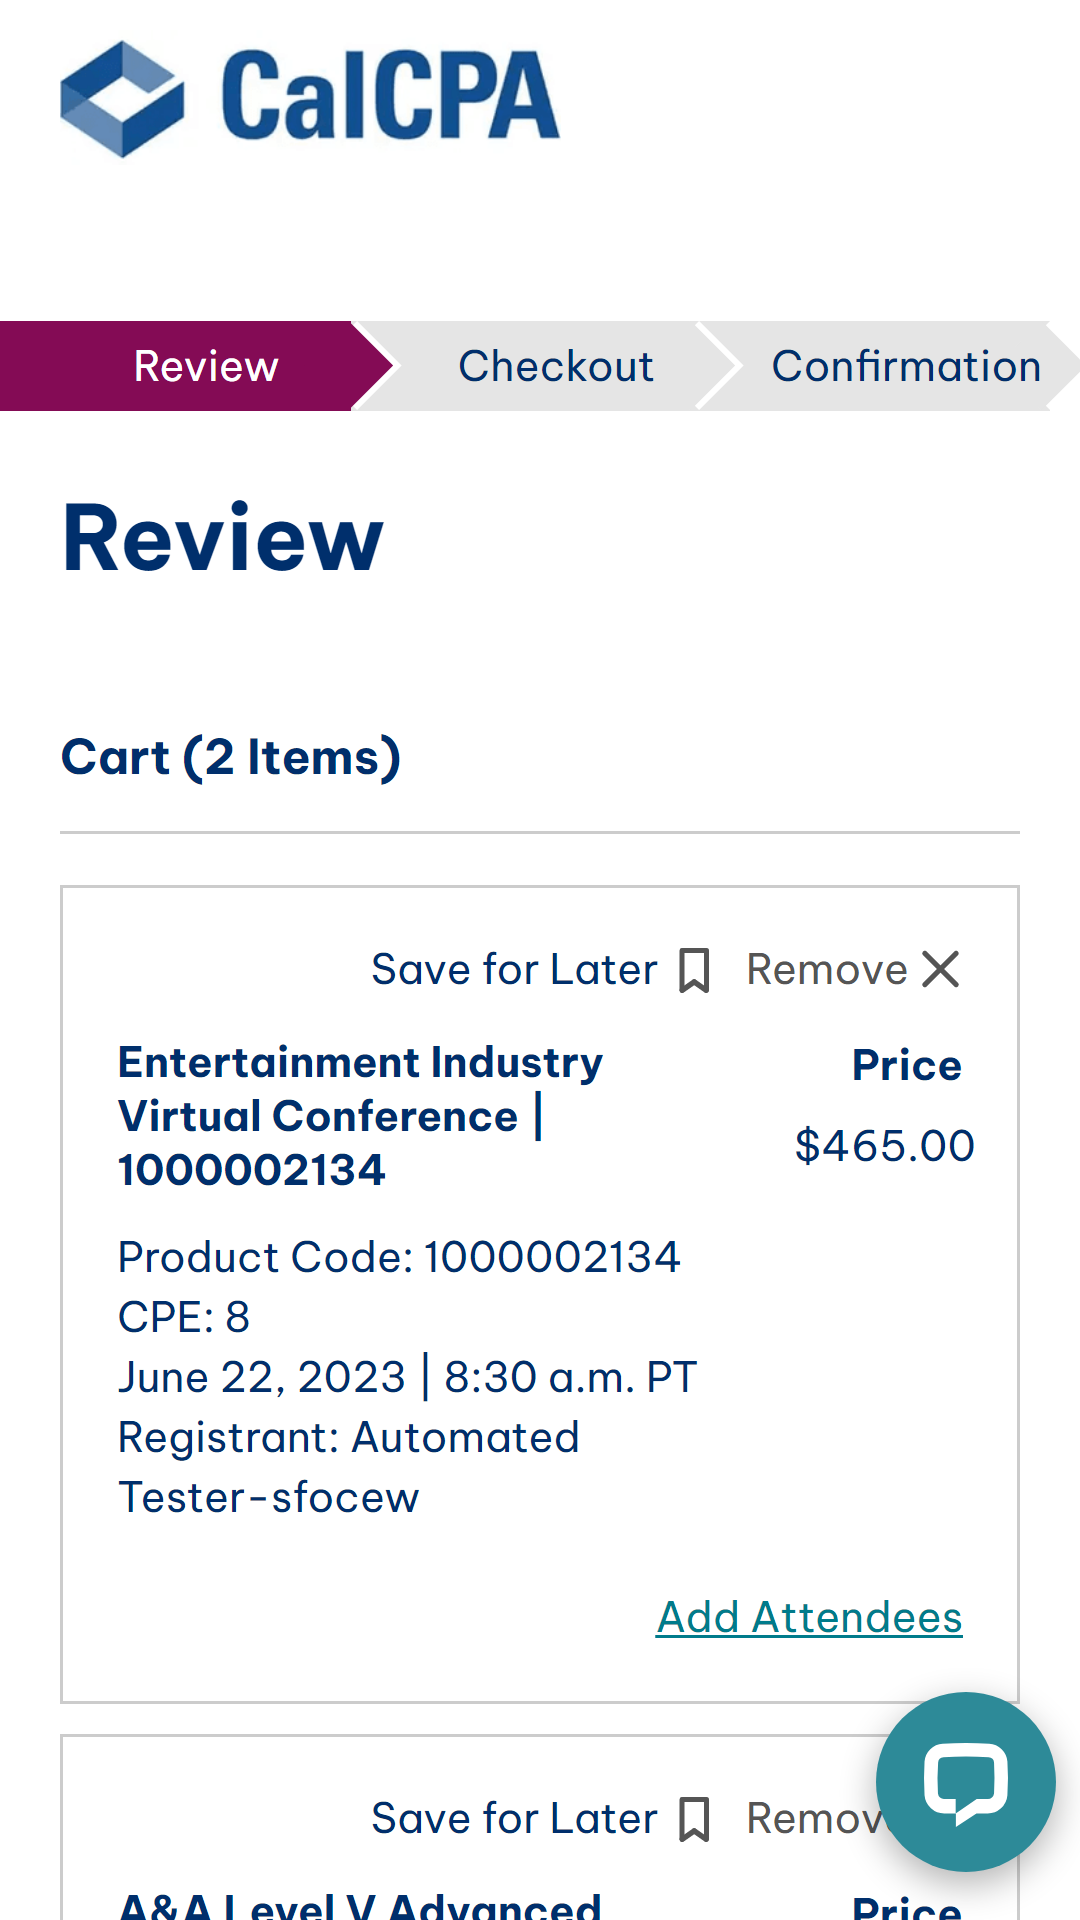 CalCPA
Review
Checkout
Confirmation
Review
Cart (2 Items)
Save for Later
Remove
Entertainment Industry
Virtual Conference |
1000002134
Price
$465.00
Product Code: 1000002134
CPE: 8
June 22, 2023 | 8:30 a.m. PT
Registrant: Automated
Tester-sfocew
Add Attendees
Save for Later
Remov
A&A Level V Advanced
Price